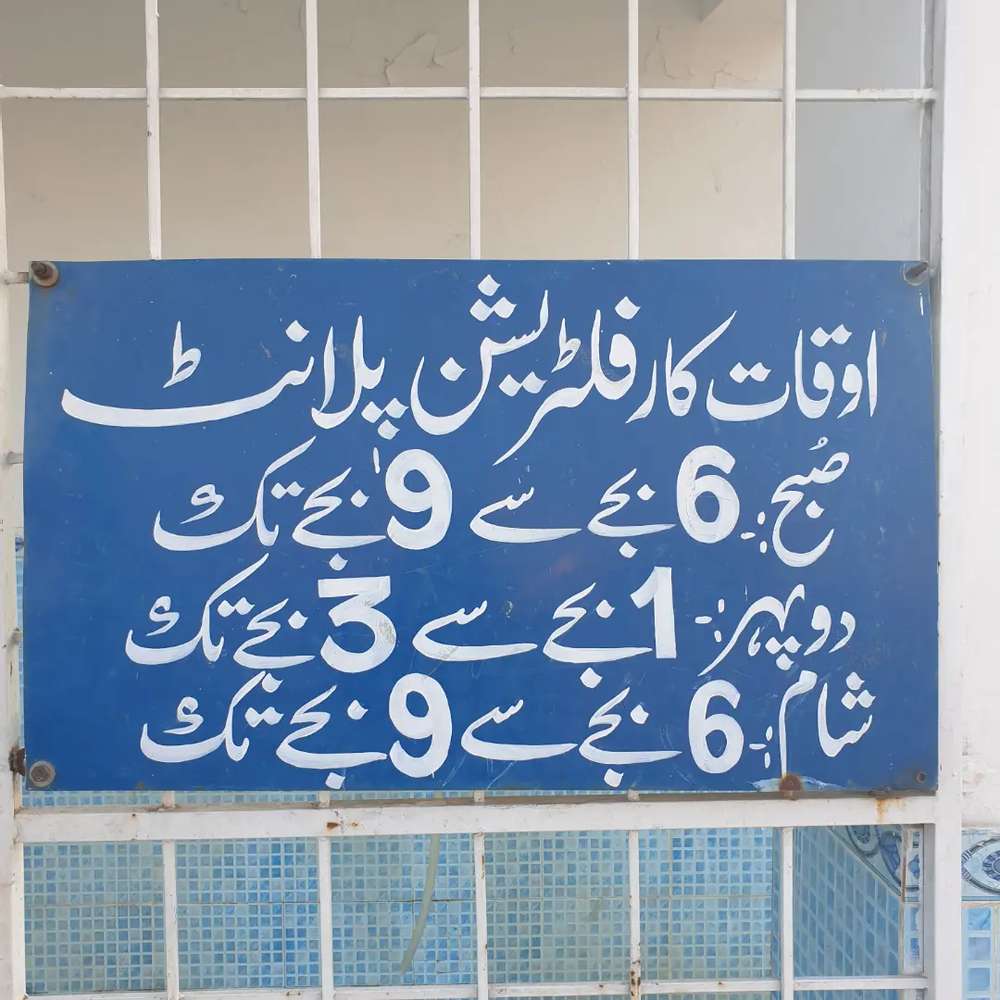 اوقات کار فلٹریشن پلانٹ
صُبح :- 6 بجے سے 9 بجے تک
دوپہر :- 1 بجے سے 3 بجے تک
شام :- 6 بجے سے 9 بجے تک